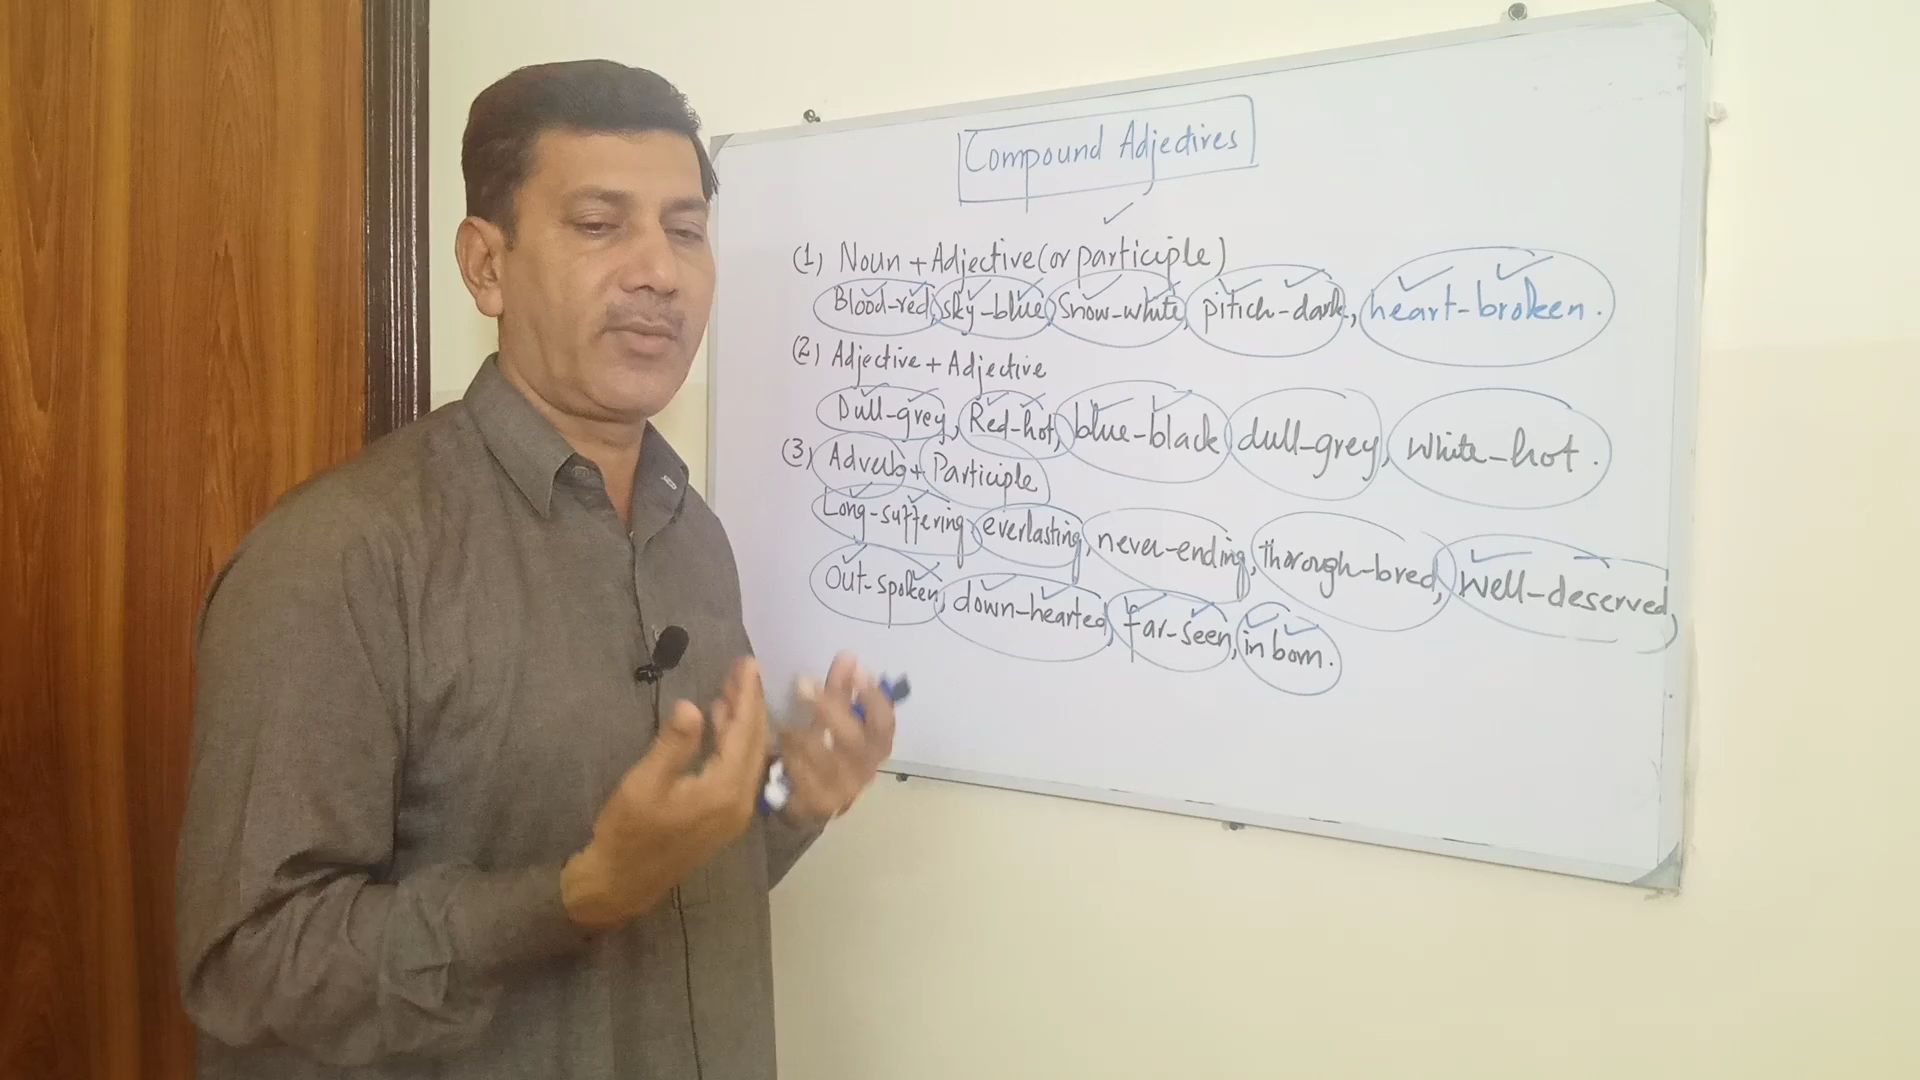 Compound Adjectives
(1) Noun + Adjective (or participle)
Blood-red, sky-blue, Snow-white, pitich-dark, heart-broken.
(2) Adjective + Adjective
Dull-grey, Red-hot, blue-black dull-grey, white-hot.
(3) Adverb + Participle
Long-suffering, everlasting, never-ending, thorough-bred, well-deserved,
Out-spoken, down-hearted, far-seen, in born.